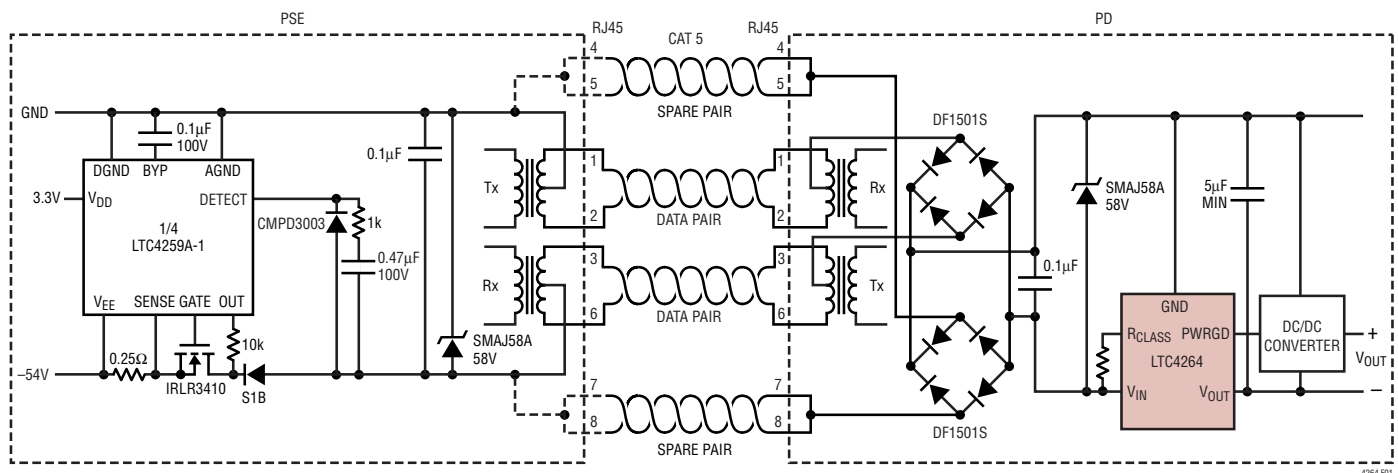 PSE
RJ45
CAT 5
RJ45
PD
4
5
SPARE PAIR
4
5
GND
0.1µF
100V
0.1µF
DGND BYP AGND
3.3V
VDD
DETECT
1/4
LTC4259A-1
CMPD3003
1k
0.47µF
100V
VEE SENSE GATE OUT
10k
0.25Ω
–54V
IRLR3410
S1B
SMAJ58A
58V
Tx
1
2
DATA PAIR
1
2
Rx
Rx
3
6
DATA PAIR
3
6
Tx
7
8
SPARE PAIR
7
8
DF1501S
DF1501S
0.1µF
SMAJ58A
58V
5µF
MIN
GND
RCLASS PWRGD
LTC4264
VIN VOUT
DC/DC
CONVERTER
+
VOUT
–
4264 F01